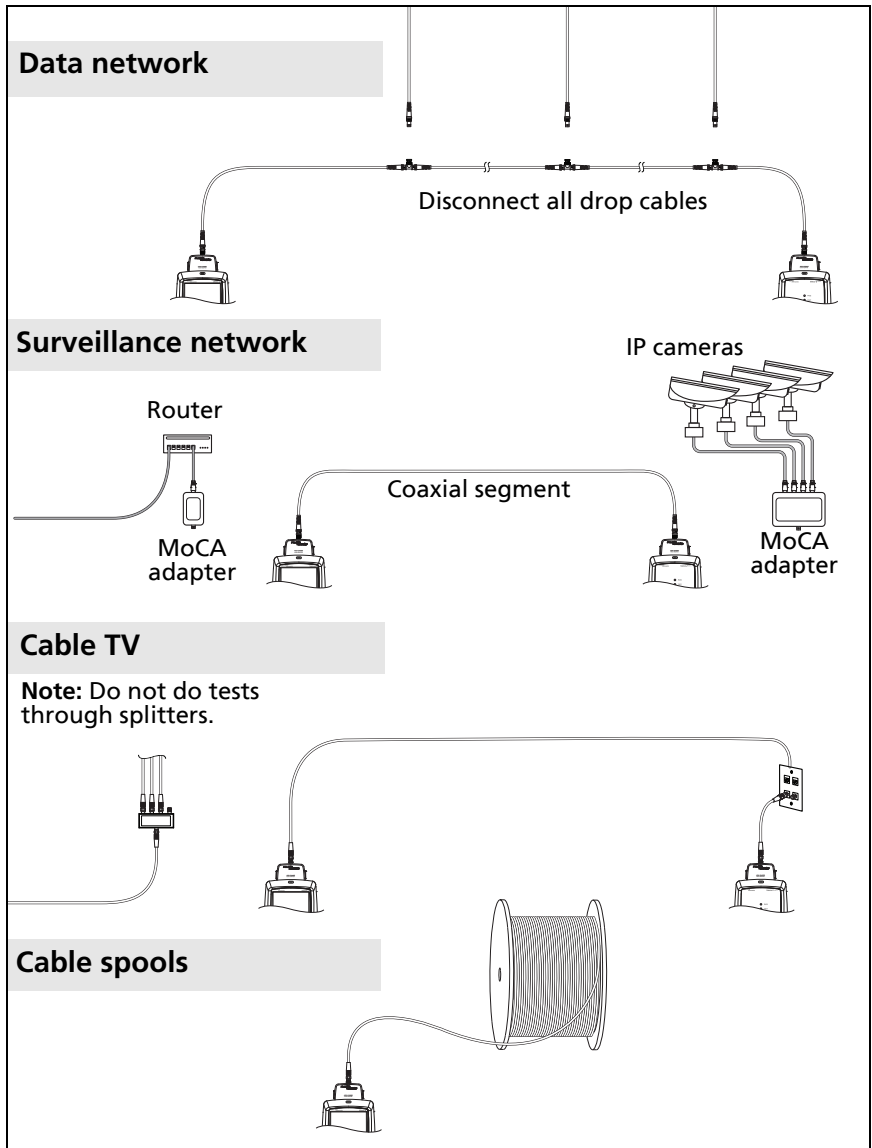 Data network
Disconnect all drop cables
Surveillance network
IP cameras
Router
Coaxial segment
MoCA
adapter
MoCA
adapter
Cable TV
Note: Do not do tests
through splitters.
Cable spools